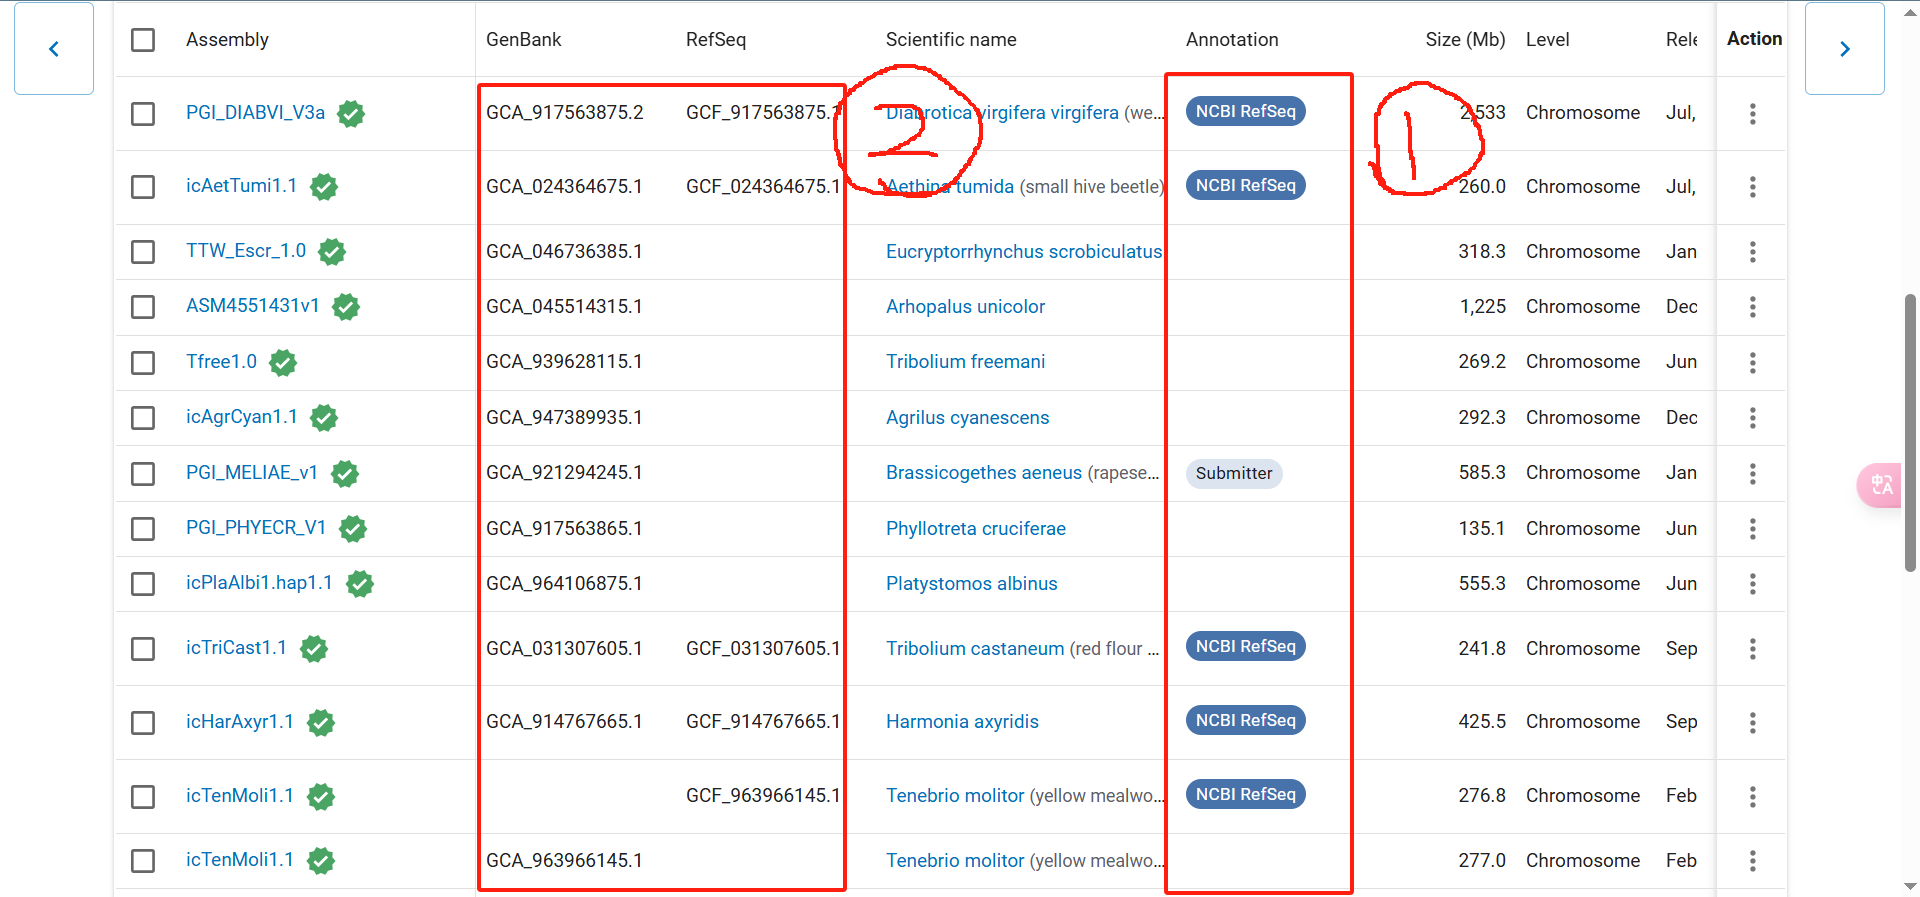 Assembly GenBank RefSeq Scientific name Annotation Size (Mb) Level Rele Action
PGI_DIABVI_V3a GCA_917563875.2 GCF_917563875.1 Diabrotica virgifera virgifera (we... NCBI RefSeq 2,533 Chromosome Jul,
2 1
icAetTumi1.1 GCA_024364675.1 GCF_024364675.1 Aethina tumida (small hive beetle) NCBI RefSeq 260.0 Chromosome Jul,
TTW_Escr_1.0 GCA_046736385.1 Eucryptorrhynchus scrobiculatus 318.3 Chromosome Jan
ASM4551431v1 GCA_045514315.1 Arhopalus unicolor 1,225 Chromosome Dec
Tfree1.0 GCA_939628115.1 Tribolium freemani 269.2 Chromosome Jun
icAgrCyan1.1 GCA_947389935.1 Agrilus cyanescens 292.3 Chromosome Dec
PGI_MELIAE_v1 GCA_921294245.1 Brassicogethes aeneus (rapese... Submitter 585.3 Chromosome Jan
PGI_PHYECR_V1 GCA_917563865.1 Phyllotreta cruciferae 135.1 Chromosome Jun
icPlaAlbi1.hap1.1 GCA_964106875.1 Platystomos albinus 555.3 Chromosome Jun
icTriCast1.1 GCA_031307605.1 GCF_031307605.1 Tribolium castaneum (red flour ... NCBI RefSeq 241.8 Chromosome Sep
icHarAxyr1.1 GCA_914767665.1 GCF_914767665.1 Harmonia axyridis NCBI RefSeq 425.5 Chromosome Sep
icTenMoli1.1 GCF_963966145.1 Tenebrio molitor (yellow mealwo... NCBI RefSeq 276.8 Chromosome Feb
icTenMoli1.1 GCA_963966145.1 Tenebrio molitor (yellow mealwo... 277.0 Chromosome Feb